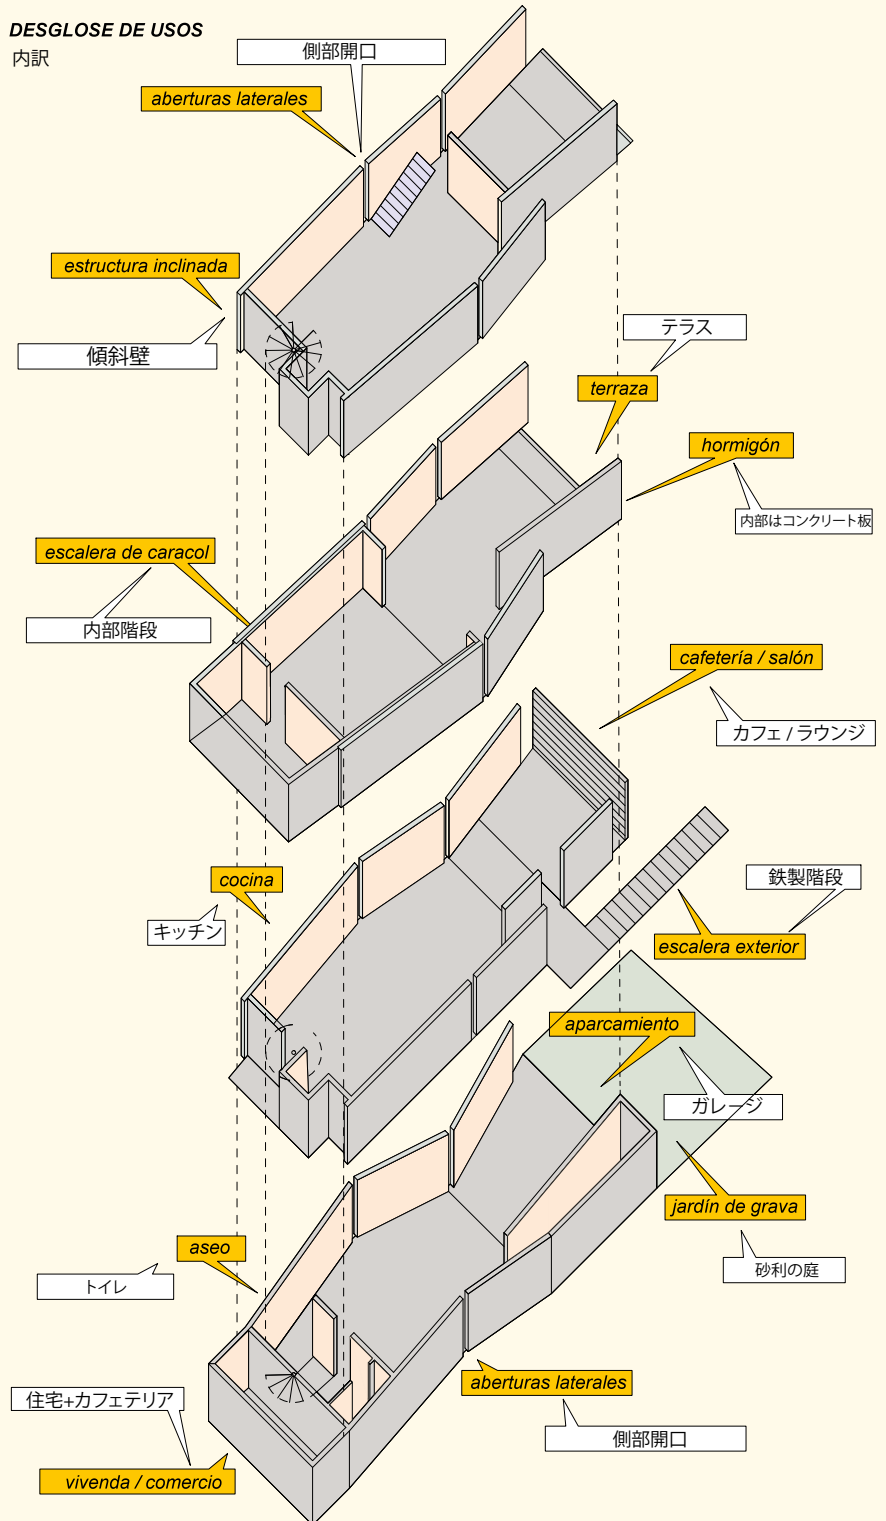 DESGLOSE DE USOS
内訳
側部開口
aberturas laterales
estructura inclinada
傾斜壁
テラス
terraza
hormigón
内部はコンクリート板
escalera de caracol
内部階段
cafetería / salón
カフェ / ラウンジ
cocina
キッチン
鉄製階段
escalera exterior
aparcamiento
ガレージ
jardín de grava
砂利の庭
aseo
トイレ
aberturas laterales
側部開口
住宅+カフェテリア
vivenda / comercio